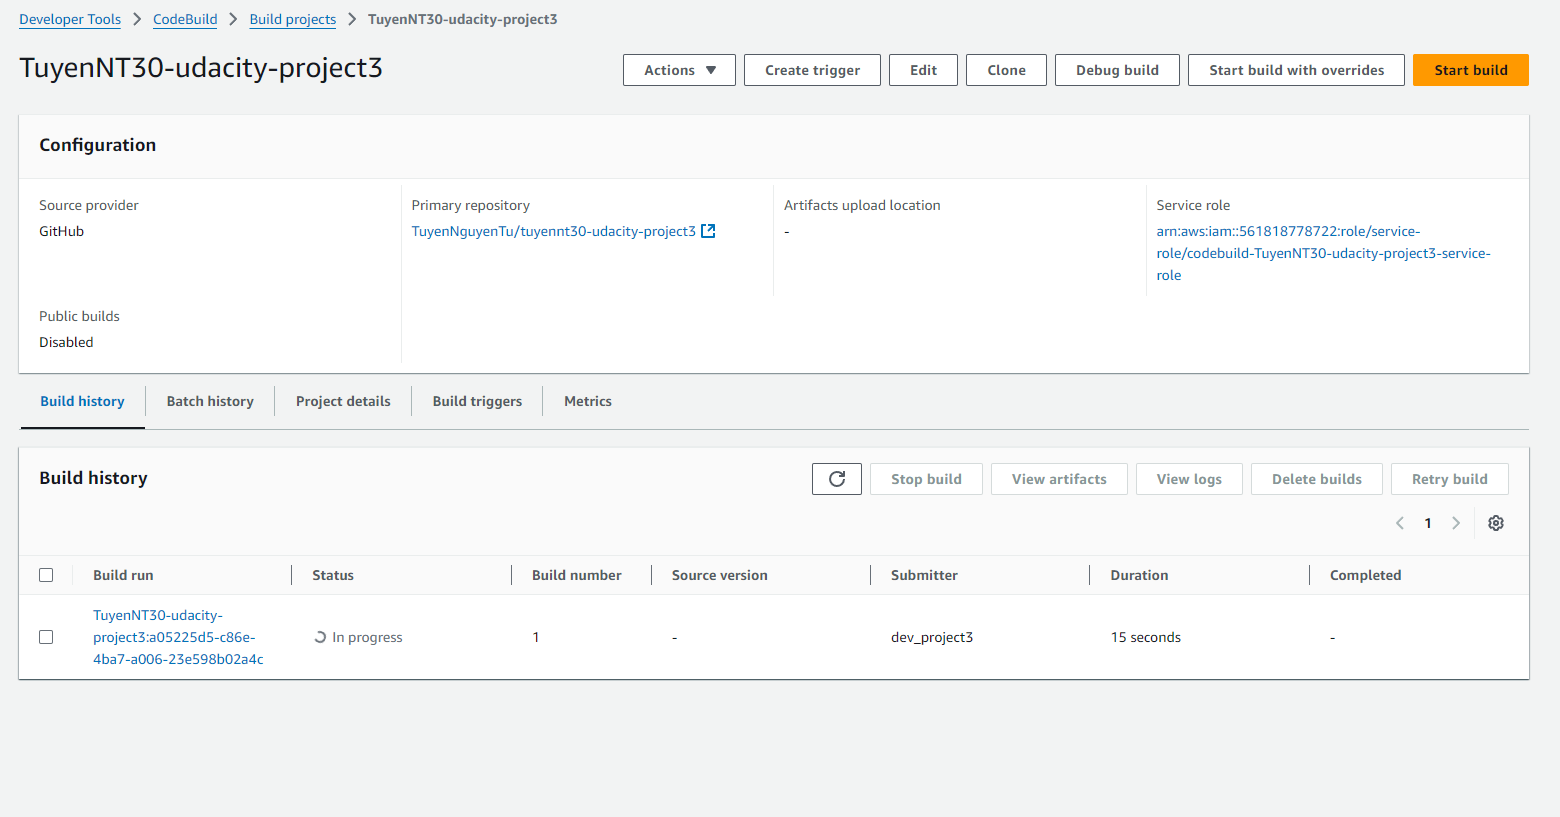 Developer Tools > CodeBuild > Build projects > TuyenNT30-udacity-project3
TuyenNT30-udacity-project3
Actions ▼ Create trigger Edit Clone Debug build Start build with overrides Start build
Configuration
Source provider
GitHub
Primary repository
TuyenNguyenTu/tuyennt30-udacity-project3
Artifacts upload location
-
Service role
arn:aws:iam::561818778722:role/service-
role/codebuild-TuyenNT30-udacity-project3-service-
role
Public builds
Disabled
Build history Batch history Project details Build triggers Metrics
Build history
Stop build View artifacts View logs Delete builds Retry build
< 1 >
Build run Status Build number Source version Submitter Duration Completed
TuyenNT30-udacity-
project3:a05225d5-c86e-
4ba7-a006-23e598b02a4c
In progress 1 - dev_project3 15 seconds -